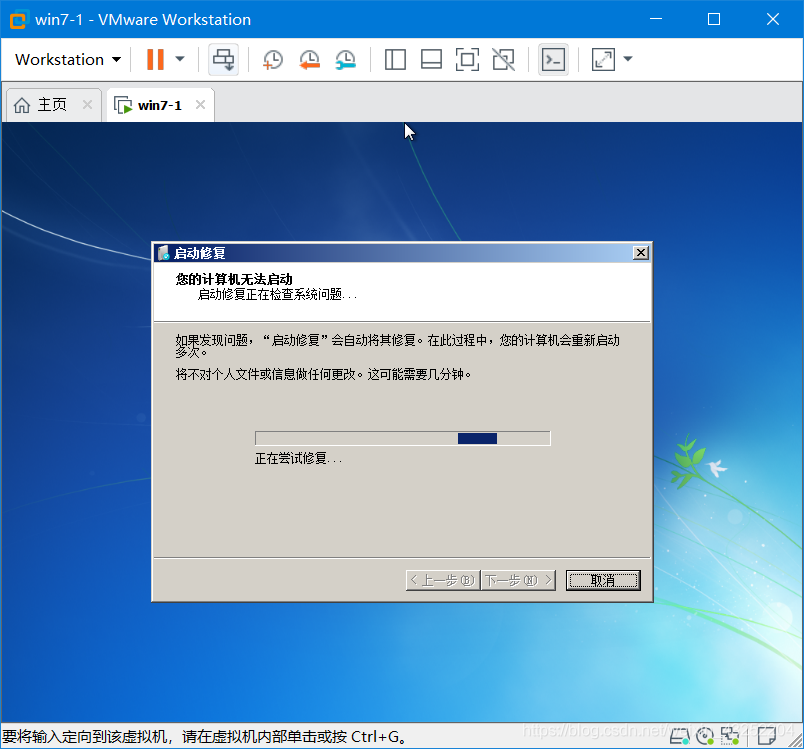 win7-1 - VMware Workstation
Workstation
主页
win7-1
启动修复
您的计算机无法启动
启动修复正在检查系统问题...
如果发现问题，“启动修复”会自动将其修复。在此过程中，您的计算机会重新启动
多次。
将不对个人文件或信息做任何更改。这可能需要几分钟。
正在尝试修复...
< 上一步(B) 下一步(N) > 取消
要将输入定向到该虚拟机，请在虚拟机内部单击或按 Ctrl+G。